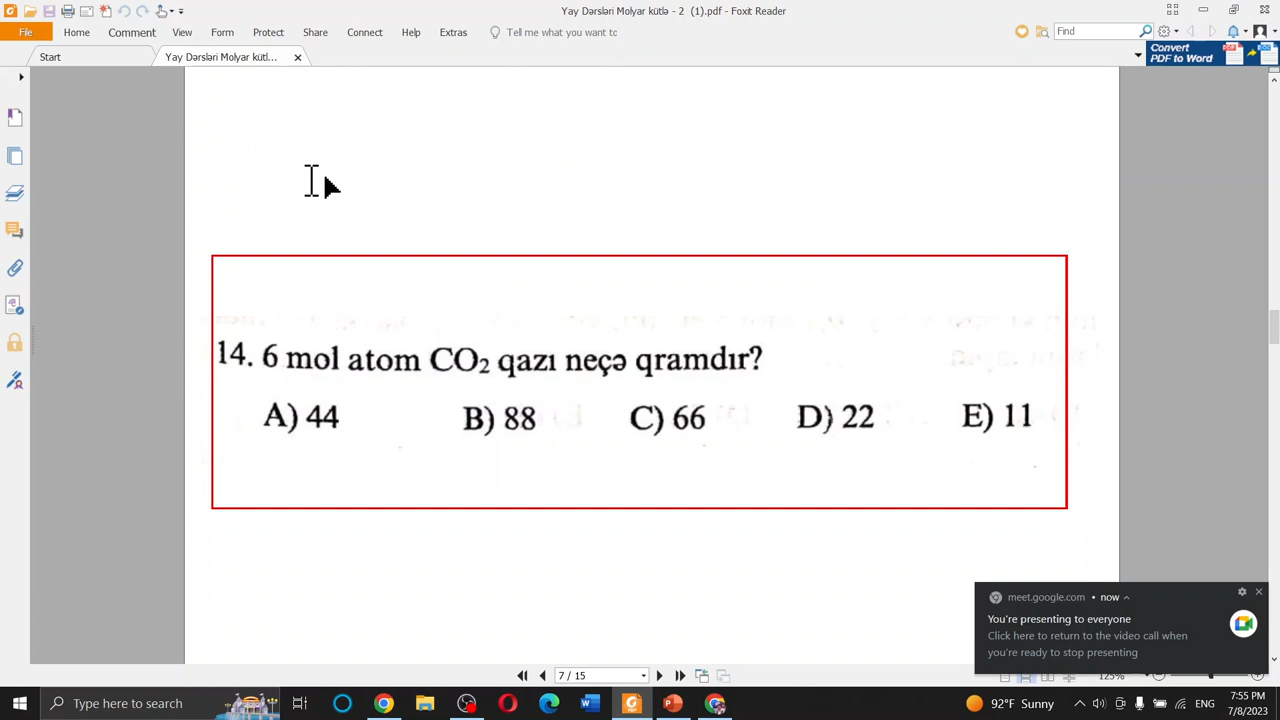 Yay Dərsləri Molyar kütlə - 2 (1).pdf - Foxit Reader
File Home Comment View Form Protect Share Connect Help Extras Tell me what you want to Find
Start Yay Dərsləri Molyar kütl...
Convert
PDF to Word
14. 6 mol atom CO₂ qazı neçə qramdır?
A) 44 B) 88 C) 66 D) 22 E) 11
meet.google.com • now
You're presenting to everyone
Click here to return to the video call when
you're ready to stop presenting
7 / 15 125%
Type here to search 92°F Sunny ENG 7:55 PM
7/8/2023